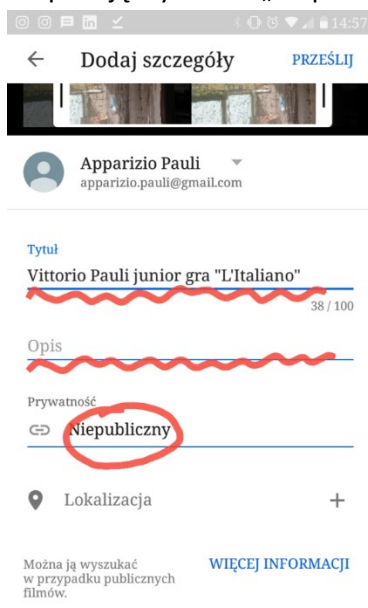 14:57
Dodaj szczegóły PRZEŚLIJ
Apparizio Pauli
apparizio.pauli@gmail.com
Tytuł
Vittorio Pauli junior gra "L'Italiano"
38 / 100
Opis
Prywatność
Niepubliczny
Lokalizacja
Można ją wyszukać WIĘCEJ INFORMACJI
w przypadku publicznych
filmów.